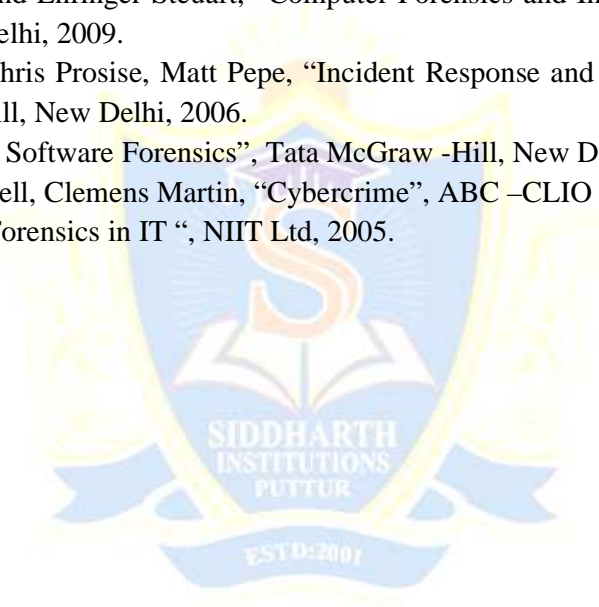 and Enfinger Steuart, "Computer Forensics and In
elhi, 2009.
hris Prosise, Matt Pepe, "Incident Response and
ll, New Delhi, 2006.
Software Forensics", Tata McGraw -Hill, New D
ell, Clemens Martin, "Cybercrime", ABC –CLIO
Forensics in IT “, NIIT Ltd, 2005.
S
SIDDHARTH
INSTITUTIONS
PUTTUR
ESTD:2001